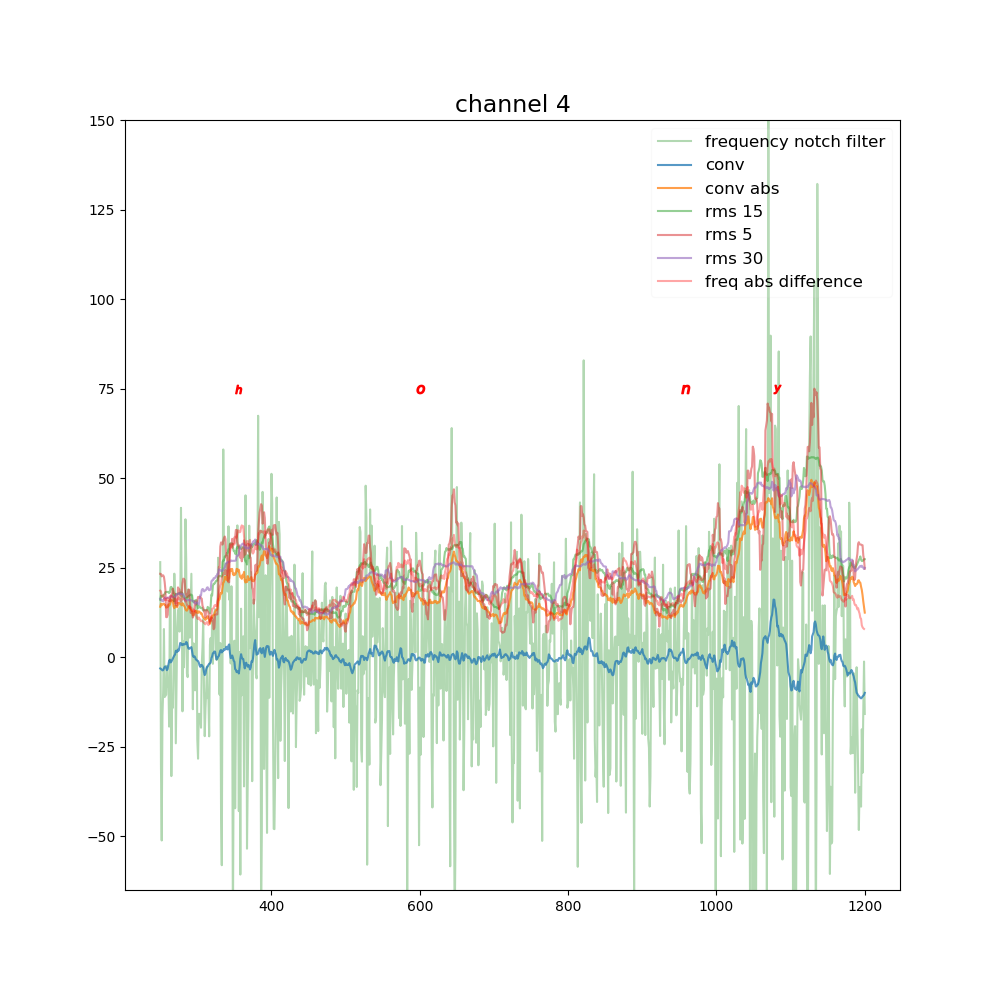 channel 4
150
125
100
75
50
25
0
−25
−50
400 600 800 1000 1200
frequency notch filter
conv
conv abs
rms 15
rms 5
rms 30
freq abs difference
h o n y